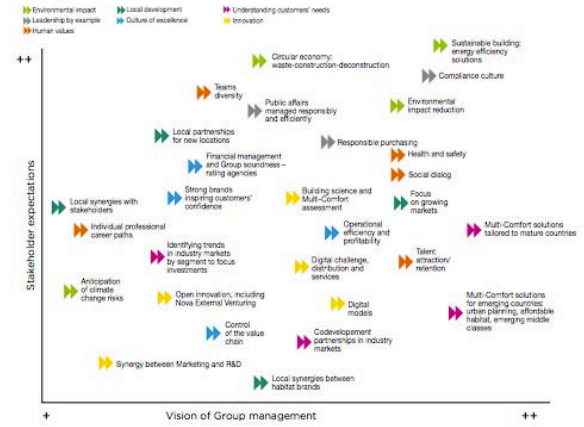 Environmental impact
Local development
Understanding customers' needs
Leadership by example
Culture of excellence
Innovation
Human values
++
Stakeholder expectations
Circular economy:
waste-construction-deconstruction
Sustainable building:
energy efficiency
solutions
Compliance culture
Teams
diversity
Public affairs
managed responsibly
and efficiently
Environmental
impact reduction
Local partnerships
for new locations
Responsible purchasing
Financial management
and Group soundness –
rating agencies
Health and safety
Social dialog
Strong brands
inspiring customers'
confidence
Building science and
Multi-Comfort
assessment
Focus
on growing
markets
Local synergies with
stakeholders
Individual professional
career paths
Operational
efficiency and
profitability
Multi-Comfort solutions
tailored to mature countries
Identifying trends
in industry markets
by segment to focus
investments
Digital challenge,
distribution and
services
Talent
attraction/
retention
Anticipation
of climate
change risks
Open innovation, including
Nova External Venturing
Digital
models
Multi-Comfort solutions
for emerging countries:
urban planning, affordable
habitat, emerging middle
classes
Control
of the value
chain
Codevelopement
partnerships in industry
markets
Synergy between Marketing and R&D
Local synergies between
habitat brands
+
Vision of Group management
++